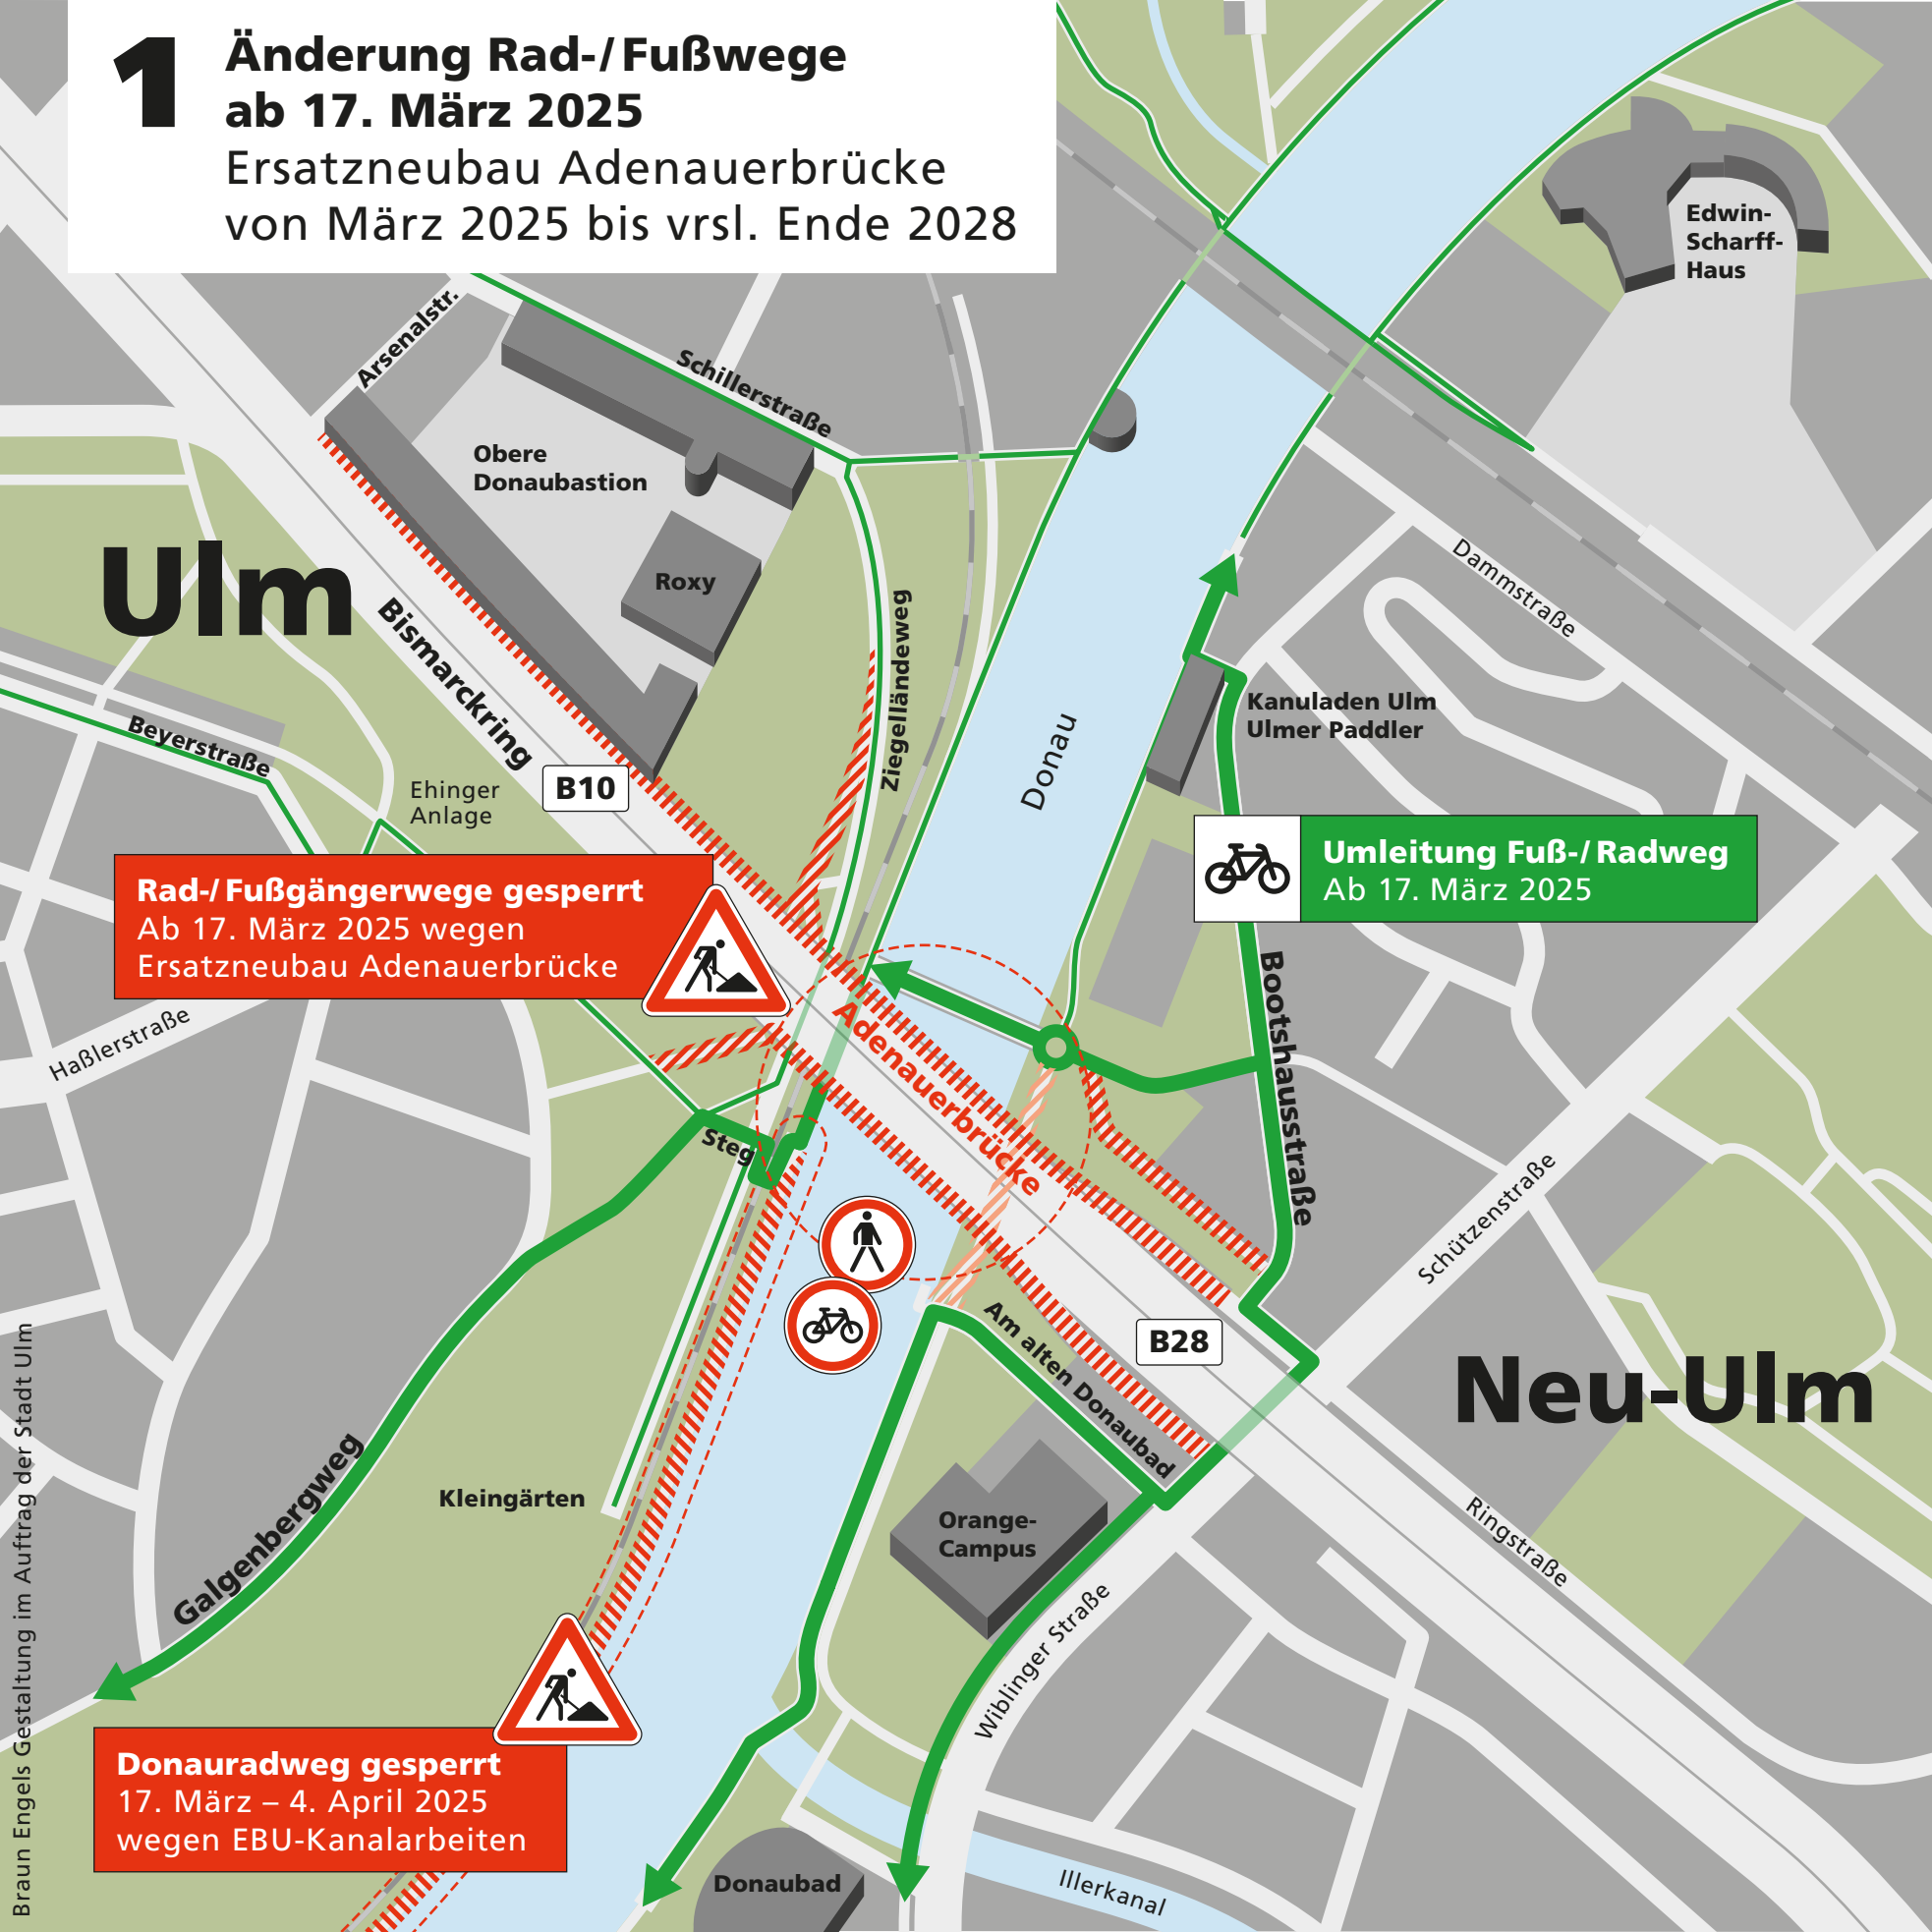 1
Änderung Rad-/Fußwege
ab 17. März 2025
Ersatzneubau Adenauerbrücke
von März 2025 bis vrsl. Ende 2028
Edwin-
Scharff-
Haus
Arsenalstr.
Schillerstraße
Obere
Donaubastion
Roxy
Ulm
Bismarckring
Ziegelländeweg
Dammstraße
Donau
Kanuladen Ulm
Ulmer Paddler
Beyerstraße
Ehinger
Anlage
B10
Umleitung Fuß-/Radweg
Ab 17. März 2025
Rad-/Fußgängerwege gesperrt
Ab 17. März 2025 wegen
Ersatzneubau Adenauerbrücke
Haßlerstraße
Adenauerbrücke
Bootshausstraße
Steg
Schützenstraße
Am alten Donaubad
B28
Neu-Ulm
Galgenbergweg
Kleingärten
Orange-
Campus
Ringstraße
Wiblinger Straße
Donauradweg gesperrt
17. März – 4. April 2025
wegen EBU-Kanalarbeiten
Donaubad
Illerkanal
Braun Engels Gestaltung im Auftrag der Stadt Ulm